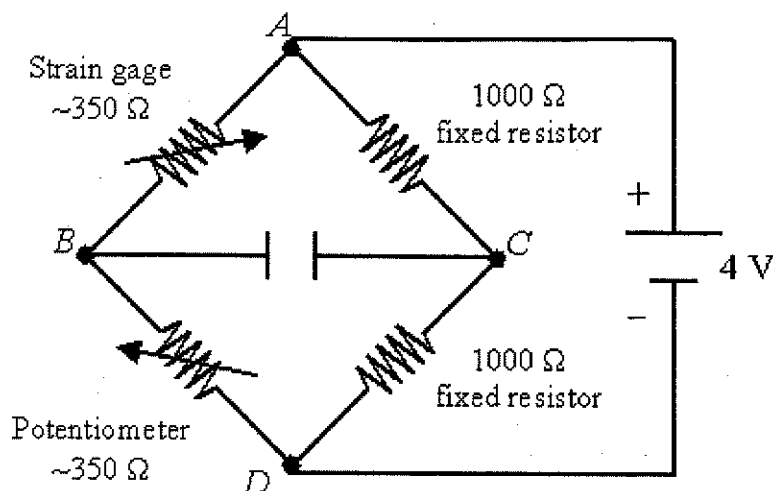 A
Strain gage
~350 Ω
1000 Ω
fixed resistor
+
B
C
4 V
−
1000 Ω
fixed resistor
Potentiometer
~350 Ω
D